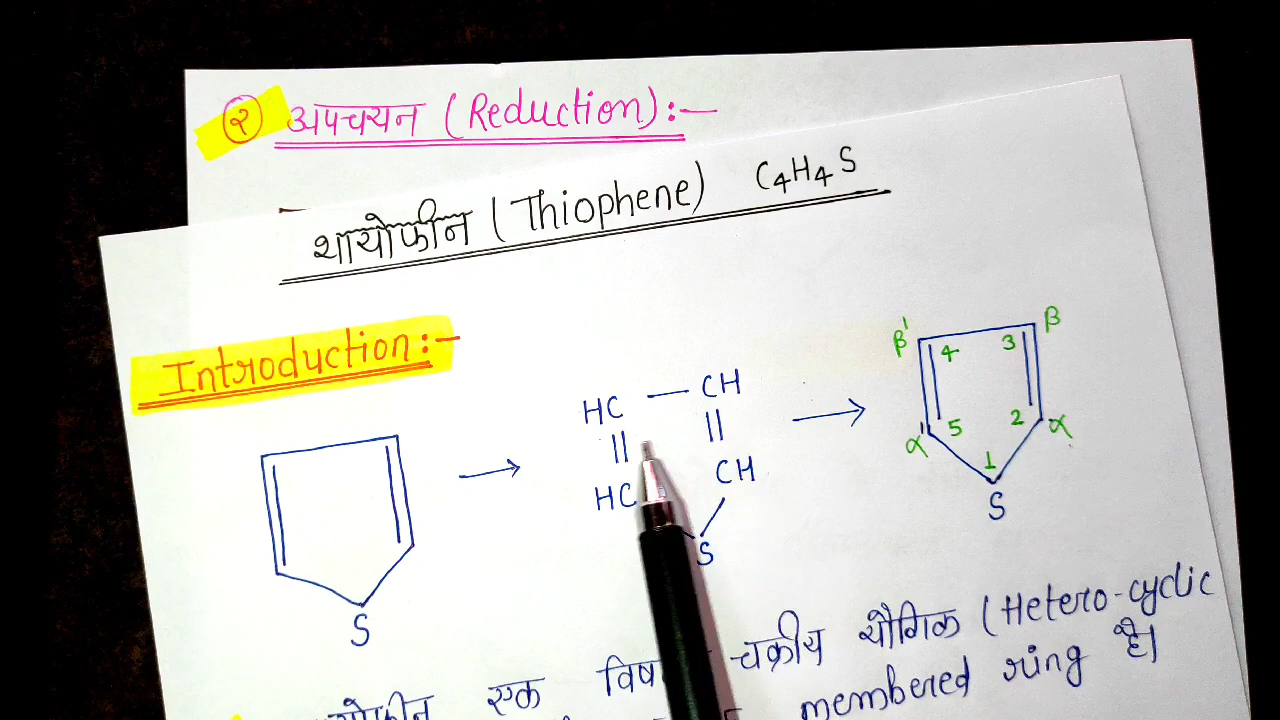 २ अपचयन (Reduction):-
थायोफीन (Thiophene) C4H4S
Introduction:-
HC — CH
|| ||
HC CH
S
S
β' 4 3 β
α' 5 2 α
1
S
एक चक्रीय यौगिक (Hetero-cyclic
membered ring है।